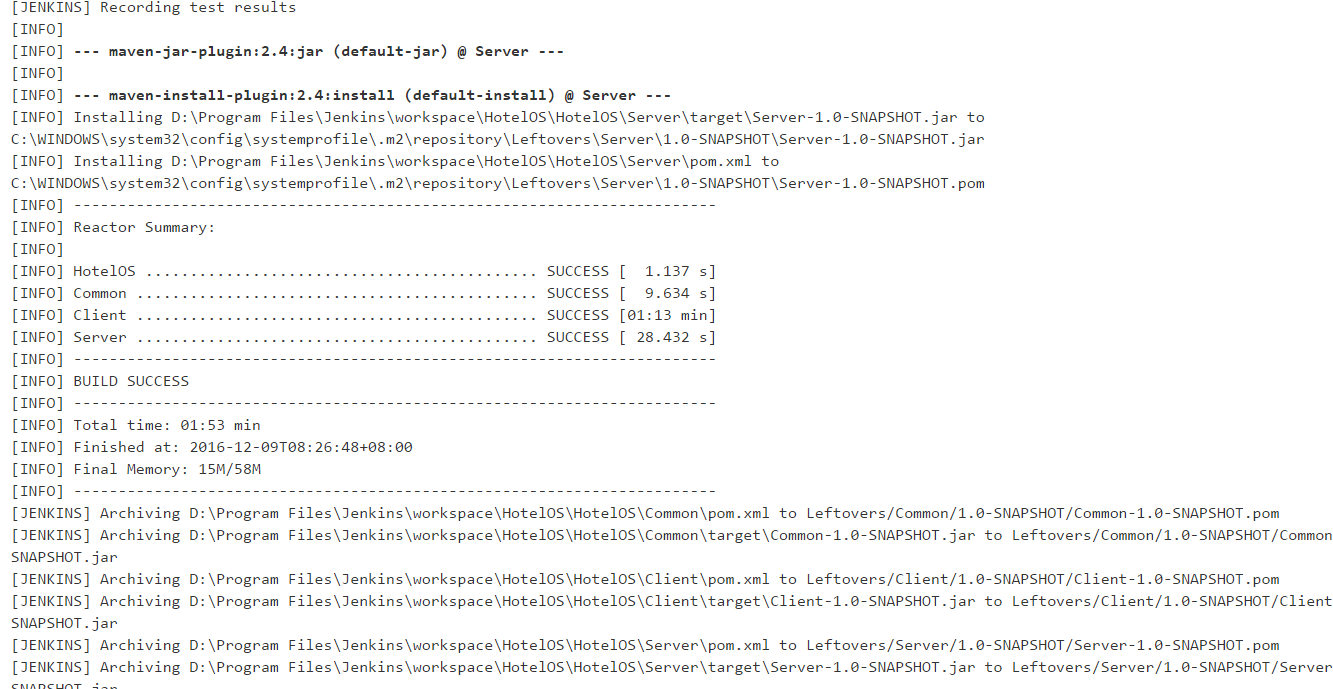 [JENKINS] Recording test results
[INFO]
[INFO] --- maven-jar-plugin:2.4:jar (default-jar) @ Server ---
[INFO]
[INFO] --- maven-install-plugin:2.4:install (default-install) @ Server ---
[INFO] Installing D:\Program Files\Jenkins\workspace\HotelOS\HotelOS\Server\target\Server-1.0-SNAPSHOT.jar to
C:\WINDOWS\system32\config\systemprofile\.m2\repository\Leftovers\Server\1.0-SNAPSHOT\Server-1.0-SNAPSHOT.jar
[INFO] Installing D:\Program Files\Jenkins\workspace\HotelOS\HotelOS\Server\pom.xml to
C:\WINDOWS\system32\config\systemprofile\.m2\repository\Leftovers\Server\1.0-SNAPSHOT\Server-1.0-SNAPSHOT.pom
[INFO] ------------------------------------------------------------------------
[INFO] Reactor Summary:
[INFO]
[INFO] HotelOS ............................................ SUCCESS [  1.137 s]
[INFO] Common ............................................. SUCCESS [  9.634 s]
[INFO] Client ............................................. SUCCESS [01:13 min]
[INFO] Server ............................................. SUCCESS [ 28.432 s]
[INFO] ------------------------------------------------------------------------
[INFO] BUILD SUCCESS
[INFO] ------------------------------------------------------------------------
[INFO] Total time: 01:53 min
[INFO] Finished at: 2016-12-09T08:26:48+08:00
[INFO] Final Memory: 15M/58M
[INFO] ------------------------------------------------------------------------
[JENKINS] Archiving D:\Program Files\Jenkins\workspace\HotelOS\HotelOS\Common\pom.xml to Leftovers/Common/1.0-SNAPSHOT/Common-1.0-SNAPSHOT.pom
[JENKINS] Archiving D:\Program Files\Jenkins\workspace\HotelOS\HotelOS\Common\target\Common-1.0-SNAPSHOT.jar to Leftovers/Common/1.0-SNAPSHOT/Common
SNAPSHOT.jar
[JENKINS] Archiving D:\Program Files\Jenkins\workspace\HotelOS\HotelOS\Client\pom.xml to Leftovers/Client/1.0-SNAPSHOT/Client-1.0-SNAPSHOT.pom
[JENKINS] Archiving D:\Program Files\Jenkins\workspace\HotelOS\HotelOS\Client\target\Client-1.0-SNAPSHOT.jar to Leftovers/Client/1.0-SNAPSHOT/Client
SNAPSHOT.jar
[JENKINS] Archiving D:\Program Files\Jenkins\workspace\HotelOS\HotelOS\Server\pom.xml to Leftovers/Server/1.0-SNAPSHOT/Server-1.0-SNAPSHOT.pom
[JENKINS] Archiving D:\Program Files\Jenkins\workspace\HotelOS\HotelOS\Server\target\Server-1.0-SNAPSHOT.jar to Leftovers/Server/1.0-SNAPSHOT/Server
SNAPSHOT.jar